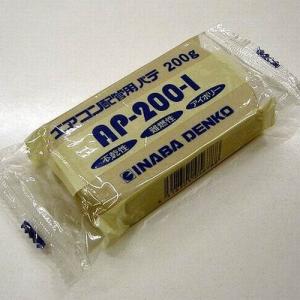 エアコン配管用パテ 200g
AP-200-I
不乾性 難燃性 アイボリー
INABA DENKO